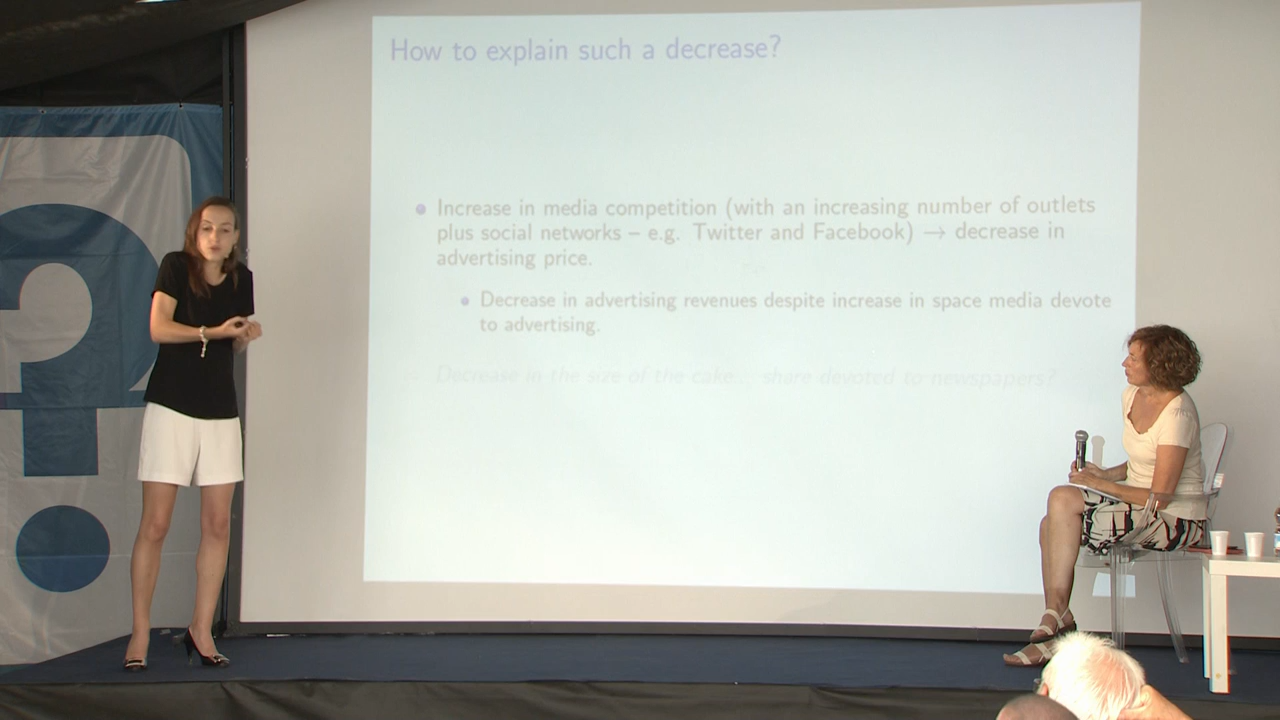 How to explain such a decrease?
Increase in media competition (with an increasing number of outlets
plus social networks – e.g. Twitter and Facebook) → decrease in
advertising price.
Decrease in advertising revenues despite increase in space media devote
to advertising.
Decrease in the size of the cake... share devoted to newspapers?
?